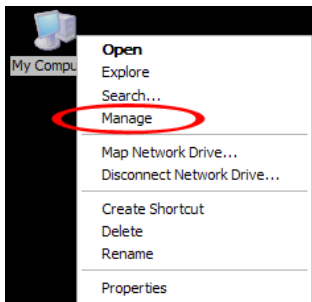 My Compu
Open
Explore
Search...
Manage
Map Network Drive...
Disconnect Network Drive...
Create Shortcut
Delete
Rename
Properties